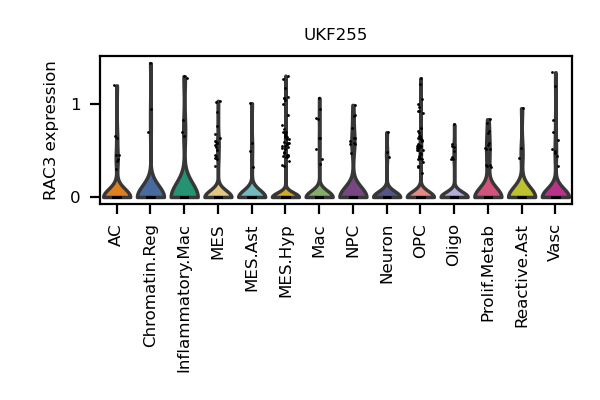 UKF255
RAC3 expression
1
0
AC
Chromatin.Reg
Inflammatory.Mac
MES
MES.Ast
MES.Hyp
Mac
NPC
Neuron
OPC
Oligo
Prolif.Metab
Reactive.Ast
Vasc